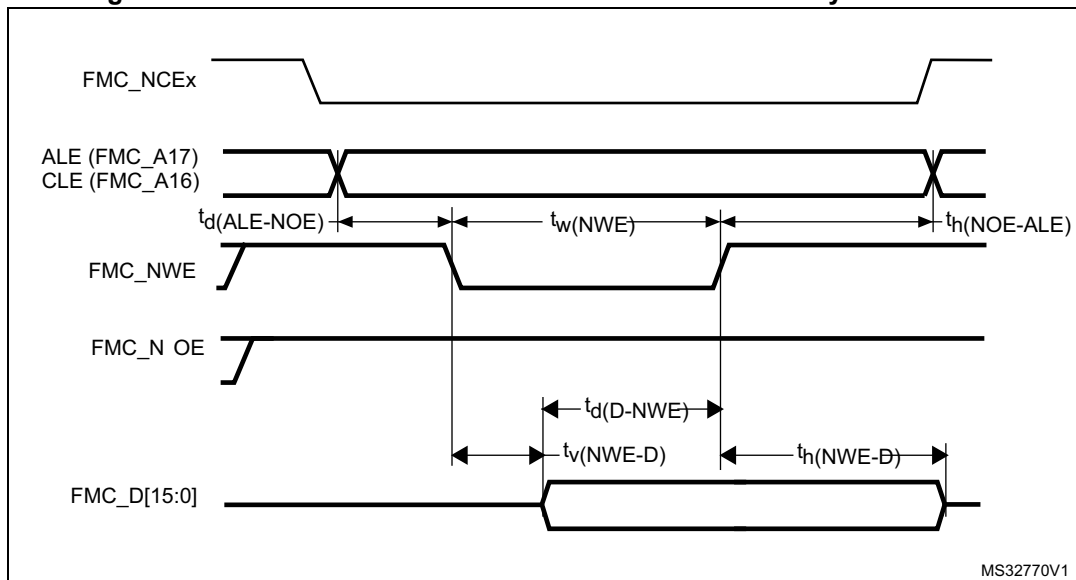 FMC_NCEx
ALE (FMC_A17)
CLE (FMC_A16)
td(ALE-NOE)
tw(NWE)
th(NOE-ALE)
FMC_NWE
FMC_N OE
td(D-NWE)
tv(NWE-D)
th(NWE-D)
FMC_D[15:0]
MS32770V1